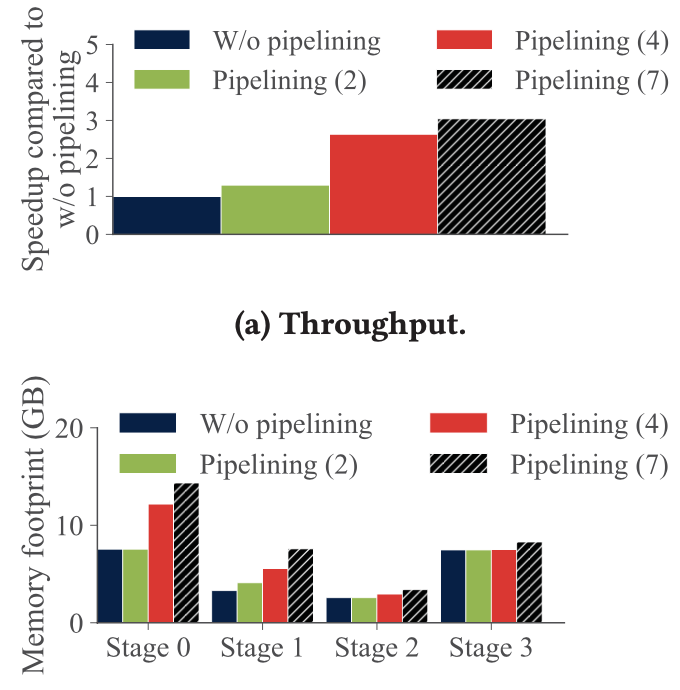 Speedup compared to
w/o pipelining
5
4
3
2
1
0
W/o pipelining
Pipelining (2)
Pipelining (4)
Pipelining (7)
(a) Throughput.
Memory footprint (GB)
20
10
0
W/o pipelining
Pipelining (2)
Pipelining (4)
Pipelining (7)
Stage 0
Stage 1
Stage 2
Stage 3